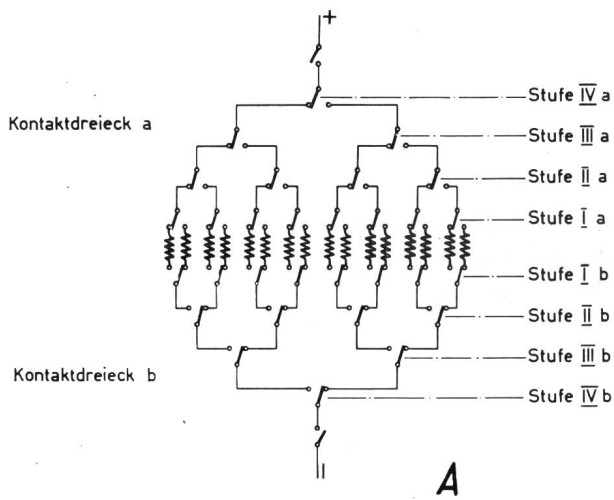 +
Stufe IV a
Kontaktdreieck a
Stufe III a
Stufe II a
Stufe I a
Stufe I b
Stufe II b
Stufe III b
Kontaktdreieck b
Stufe IV b
A